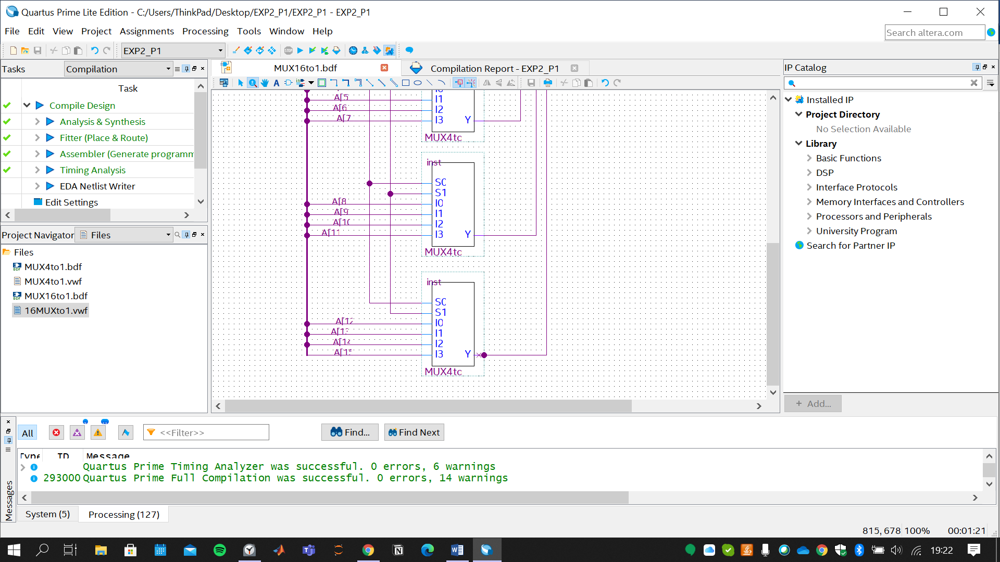 Quartus Prime Lite Edition - C:/Users/ThinkPad/Desktop/EXP2_P1/EXP2_P1 - EXP2_P1
File Edit View Project Assignments Processing Tools Window Help
Search altera.com
EXP2_P1
Tasks Compilation
MUX16to1.bdf
Compilation Report - EXP2_P1
IP Catalog
Task
Compile Design
Analysis & Synthesis
Fitter (Place & Route)
Assembler (Generate programm
Timing Analysis
EDA Netlist Writer
Edit Settings
Project Navigator Files
Files
MUX4to1.bdf
MUX4to1.vwf
MUX16to1.bdf
16MUXto1.vwf
A[5 I1
A[6 I2
A[7 I3 Y
MUX4tc
inst
S0
S1
A[8 I0
A[9 I1
A[10 I2
A[11 I3 Y
MUX4tc
inst
S0
S1
A[12 I0
A[13 I1
A[14 I2
A[15 I3 Y
MUX4tc
Installed IP
Project Directory
No Selection Available
Library
Basic Functions
DSP
Interface Protocols
Memory Interfaces and Controllers
Processors and Peripherals
University Program
Search for Partner IP
+ Add...
Messages
All <<Filter>> Find... Find Next
Type ID Message
Quartus Prime Timing Analyzer was successful. 0 errors, 6 warnings
293000 Quartus Prime Full Compilation was successful. 0 errors, 14 warnings
System (5) Processing (127)
815, 678 100% 00:01:21
19:22